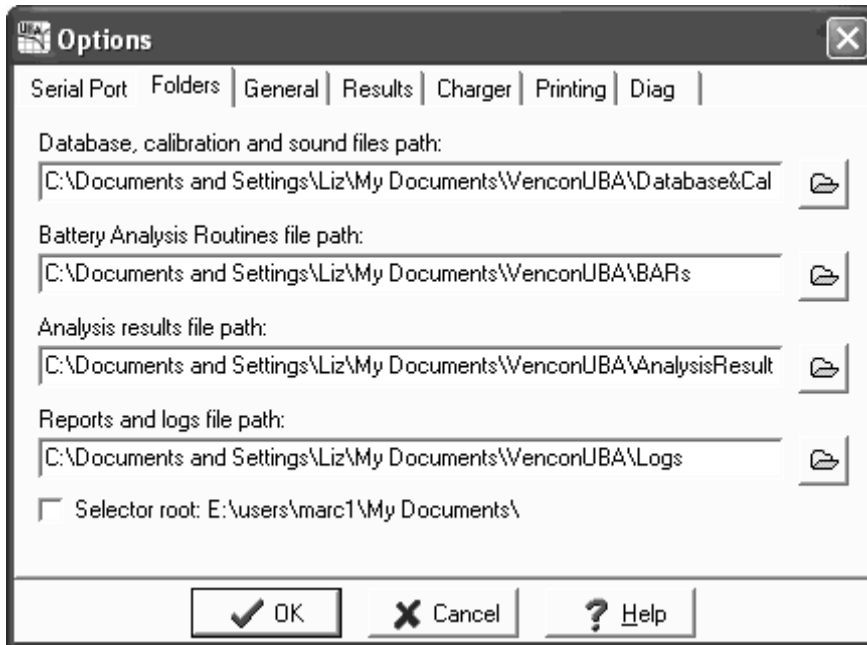 UBA Options
Serial Port Folders General Results Charger Printing Diag
Database, calibration and sound files path:
C:\Documents and Settings\Liz\My Documents\VenconUBA\Database&Cal
Battery Analysis Routines file path:
C:\Documents and Settings\Liz\My Documents\VenconUBA\BARs
Analysis results file path:
C:\Documents and Settings\Liz\My Documents\VenconUBA\AnalysisResult
Reports and logs file path:
C:\Documents and Settings\Liz\My Documents\VenconUBA\Logs
Selector root: E:\users\marc1\My Documents\
OK Cancel Help